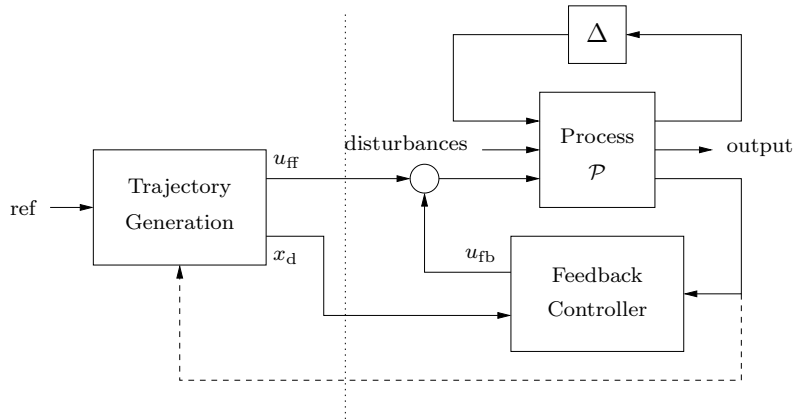 Δ
disturbances
Process
𝒫
output
u_ff
Trajectory
Generation
ref
x_d
u_fb
Feedback
Controller